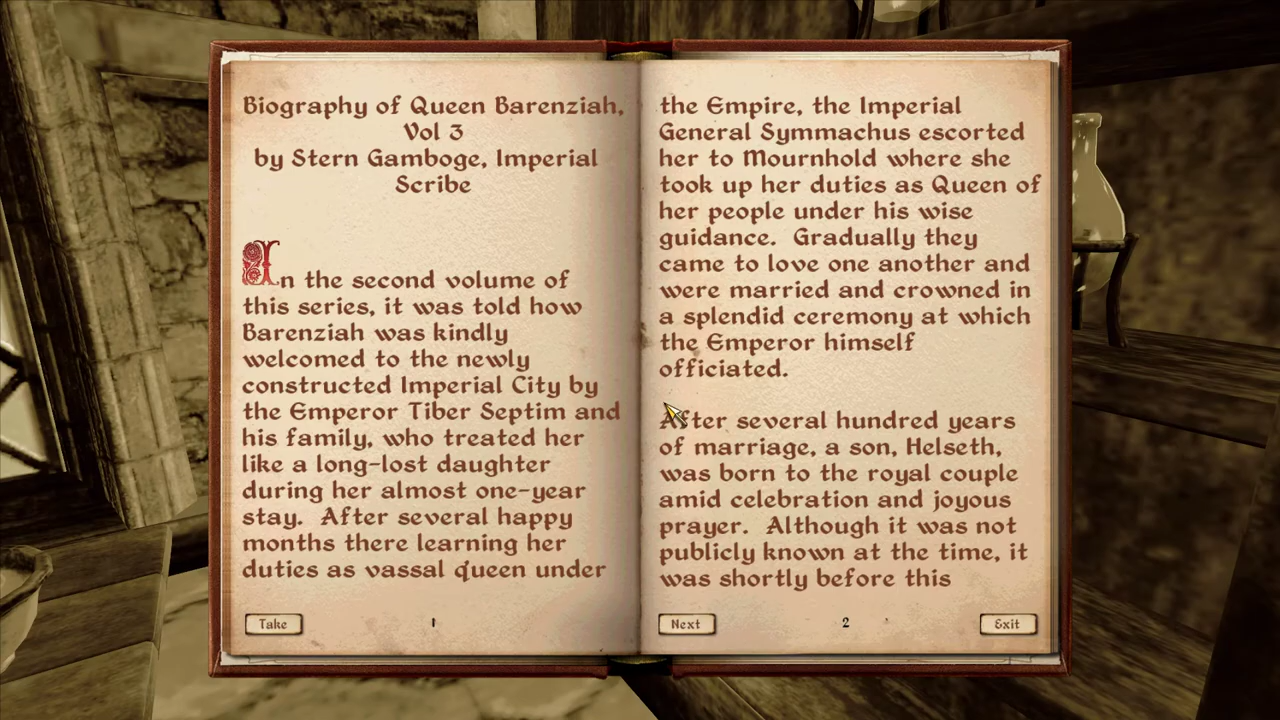 Biography of Queen Barenziah,
Vol 3
by Stern Gamboge, Imperial
Scribe
In the second volume of
this series, it was told how
Barenziah was kindly
welcomed to the newly
constructed Imperial City by
the Emperor Tiber Septim and
his family, who treated her
like a long-lost daughter
during her almost one-year
stay. After several happy
months there learning her
duties as vassal queen under
Take
1
the Empire, the Imperial
General Symmachus escorted
her to Mournhold where she
took up her duties as Queen of
her people under his wise
guidance. Gradually they
came to love one another and
were married and crowned in
a splendid ceremony at which
the Emperor himself
officiated.
After several hundred years
of marriage, a son, Helseth,
was born to the royal couple
amid celebration and joyous
prayer. Although it was not
publicly known at the time, it
was shortly before this
Next
2
Exit